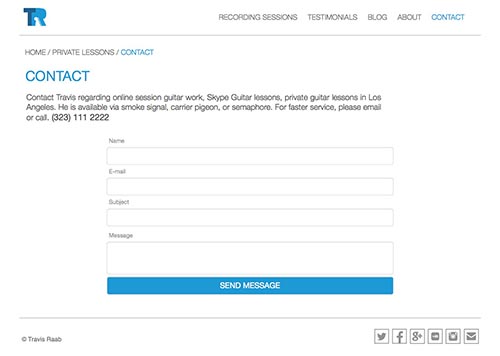 TR
RECORDING SESSIONS TESTIMONIALS BLOG ABOUT CONTACT
HOME / PRIVATE LESSONS / CONTACT
CONTACT
Contact Travis regarding online session guitar work, Skype Guitar lessons, private guitar lessons in Los
Angeles. He is available via smoke signal, carrier pigeon, or semaphore. For faster service, please email
or call. (323) 111 2222
Name
E-mail
Subject
Message
SEND MESSAGE
© Travis Raab